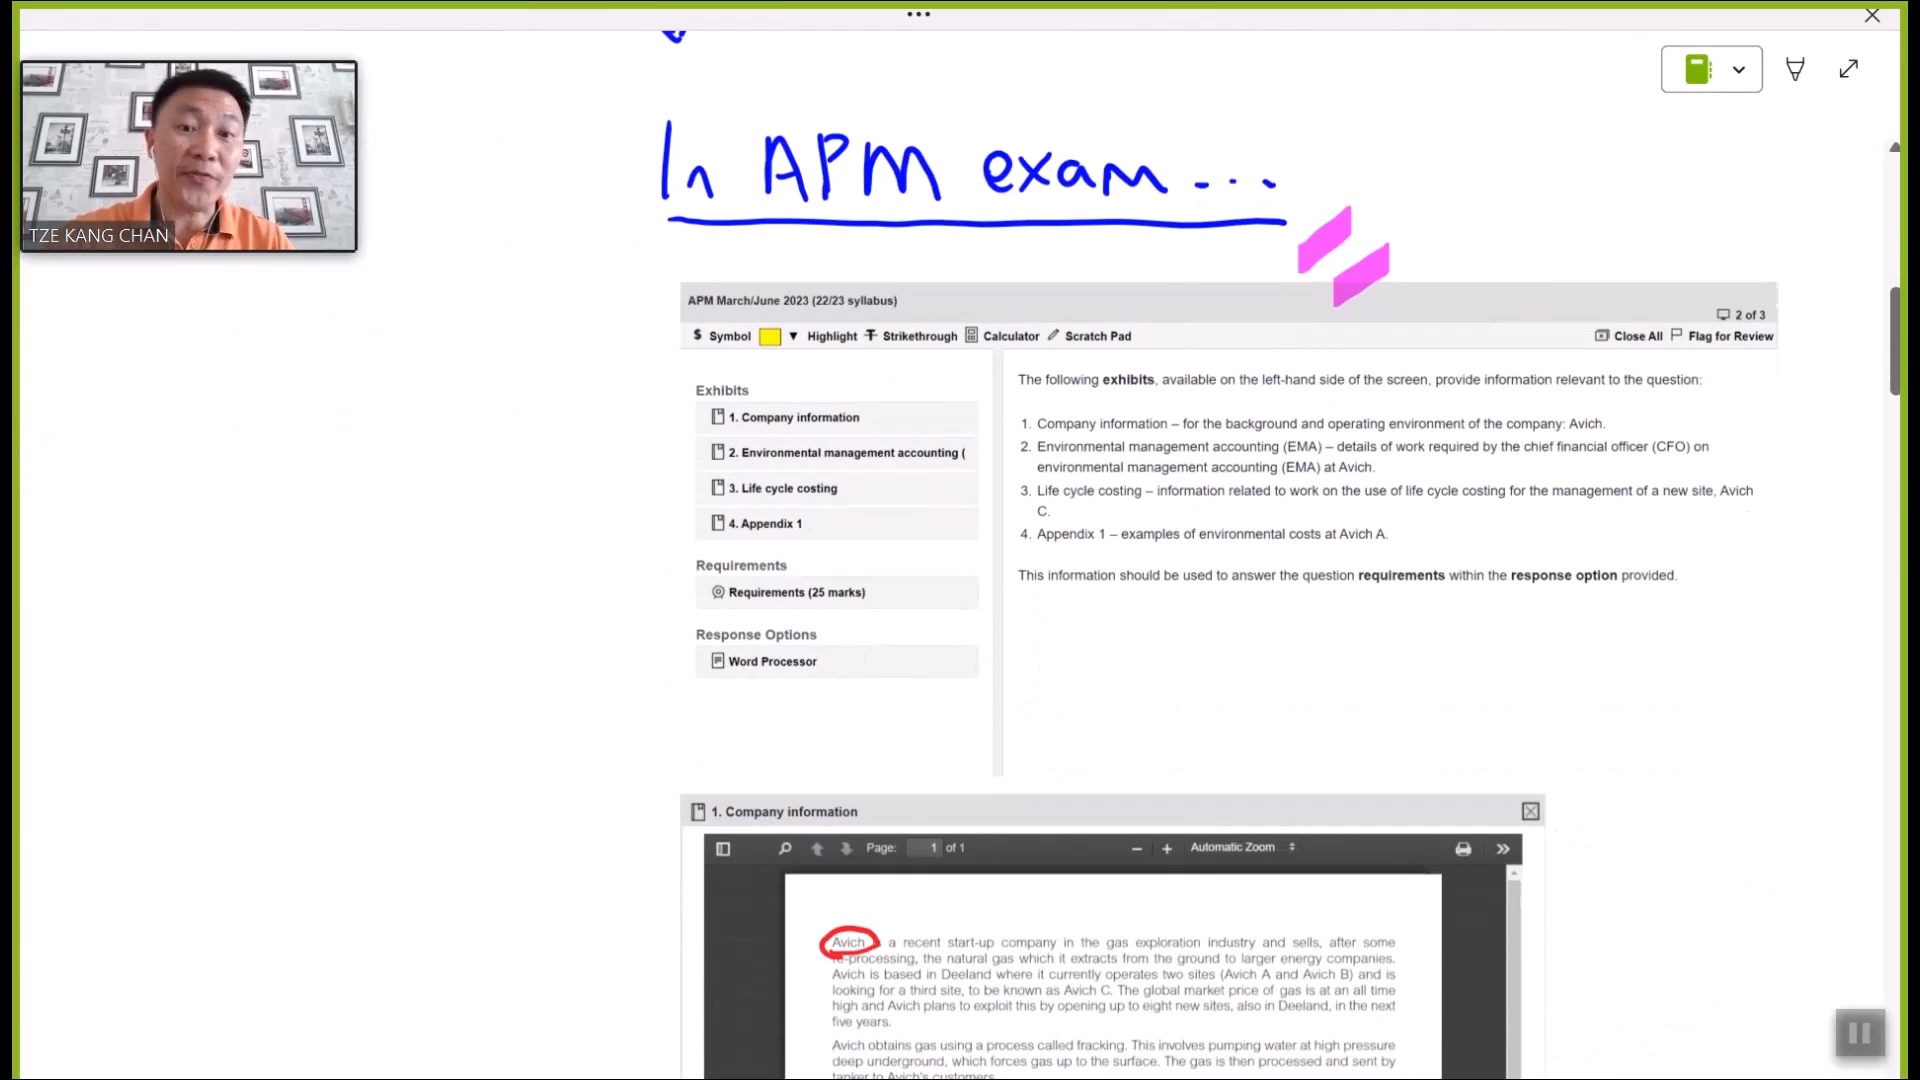 TZE KANG CHAN
In APM exam...
APM March/June 2023 (22/23 syllabus)
2 of 3
$ Symbol Highlight Strikethrough Calculator Scratch Pad Close All Flag for Review
Exhibits
1. Company information
2. Environmental management accounting (
3. Life cycle costing
4. Appendix 1
Requirements
Requirements (25 marks)
Response Options
Word Processor
The following exhibits, available on the left-hand side of the screen, provide information relevant to the question:
1. Company information – for the background and operating environment of the company: Avich.
2. Environmental management accounting (EMA) – details of work required by the chief financial officer (CFO) on
environmental management accounting (EMA) at Avich.
3. Life cycle costing – information related to work on the use of life cycle costing for the management of a new site, Avich
C.
4. Appendix 1 – examples of environmental costs at Avich A.
This information should be used to answer the question requirements within the response option provided.
1. Company information
Page: 1 of 1 Automatic Zoom
Avich a recent start-up company in the gas exploration industry and sells, after some
re-processing, the natural gas which it extracts from the ground to larger energy companies.
Avich is based in Deeland where it currently operates two sites (Avich A and Avich B) and is
looking for a third site, to be known as Avich C. The global market price of gas is at an all time
high and Avich plans to exploit this by opening up to eight new sites, also in Deeland, in the next
five years.
Avich obtains gas using a process called fracking. This involves pumping water at high pressure
deep underground, which forces gas up to the surface. The gas is then processed and sent by
tanker to Avich's customers